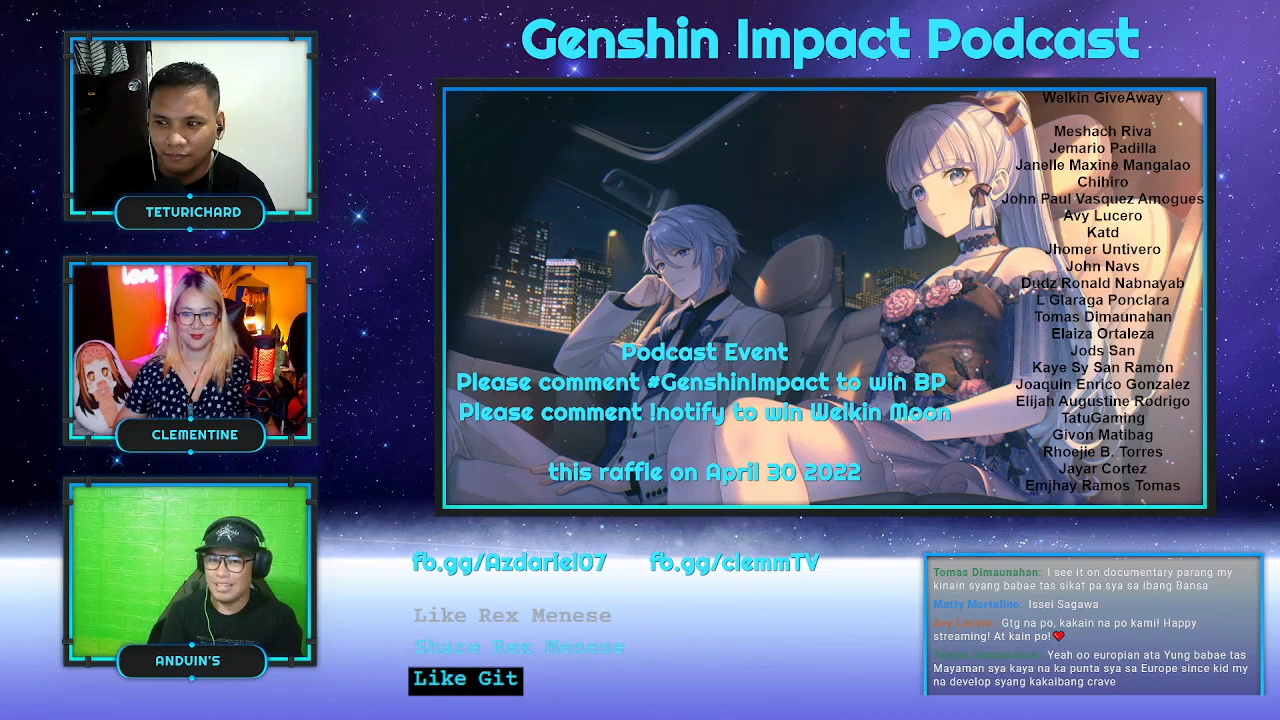 Genshin Impact Podcast
love
TETURICHARD
CLEMENTINE
ANDUIN'S
Welkin GiveAway
Meshach Riva
Jemario Padilla
Janelle Maxine Mangalao
Chihiro
John Paul Vasquez Amogues
Avy Lucero
Katd
Jhomer Untivero
John Navs
Dudz Ronald Nabnayab
L Glaraga Ponclara
Tomas Dimaunahan
Elaiza Ortaleza
Jods San
Kaye Sy San Ramon
Joaquin Enrico Gonzalez
Elijah Augustine Rodrigo
TatuGaming
Givon Matibag
Rhoejie B. Torres
Jayar Cortez
Emjhay Ramos Tomas
Podcast Event
Please comment #GenshinImpact to win BP
Please comment !notify to win Welkin Moon
this raffle on April 30 2022
fb.gg/Azdariel07 fb.gg/clemmTV
Like Rex Menese
Share Rex Menese
Like Git
Tomas Dimaunahan: I see it on documentary parang my
kinain syang babae tas sikat pa sya sa ibang Bansa
Matty Martelino: Issei Sagawa
Avy Lucero: Gtg na po, kakain na po kami! Happy
streaming! At kain po!❤
Tomas Dimaunahan: Yeah oo europian ata Yung babae tas
Mayaman sya kaya na ka punta sya sa Europe since kid my
na develop syang kakaibang crave